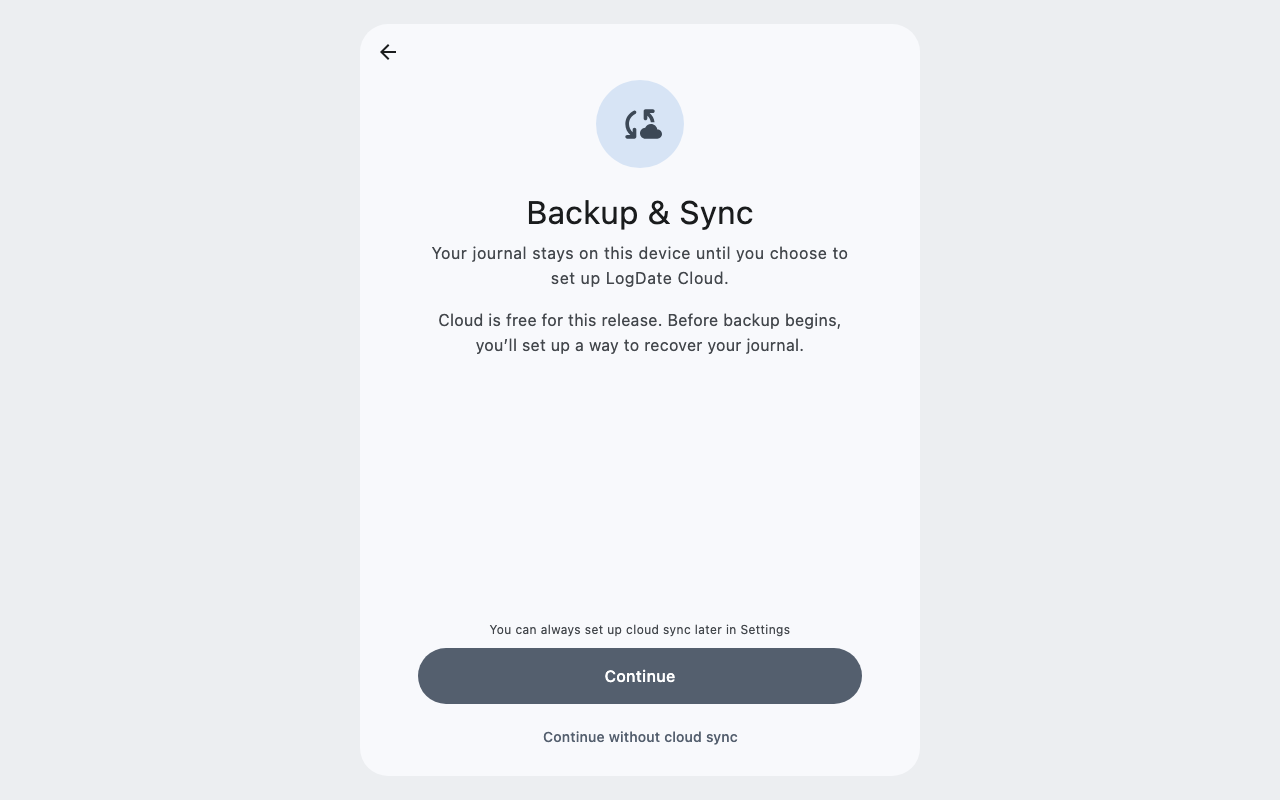 Backup & Sync
Your journal stays on this device until you choose to
set up LogDate Cloud.
Cloud is free for this release. Before backup begins,
you’ll set up a way to recover your journal.
You can always set up cloud sync later in Settings
Continue
Continue without cloud sync